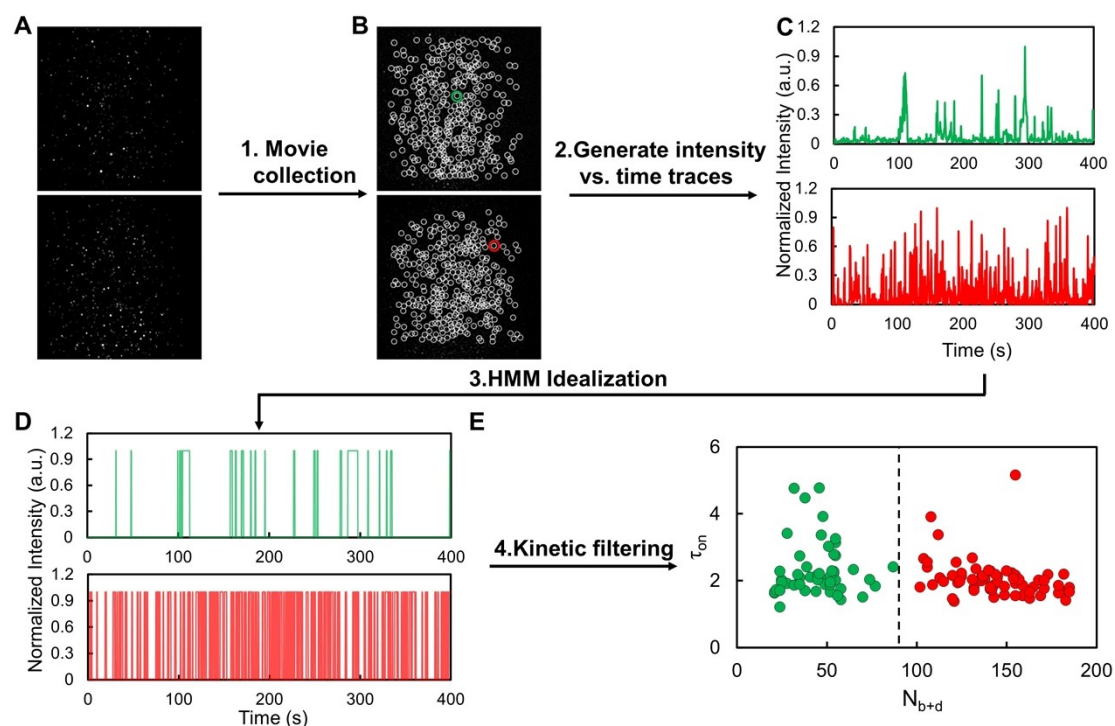 A
B
C
1. Movie
collection
2.Generate intensity
vs. time traces
Normalized Intensity (a.u.)
1.2
0.9
0.6
0.3
0
0 100 200 300 400
1.2
0.9
0.6
0.3
0
0 100 200 300 400
Time (s)
3.HMM Idealization
D
E
Normalized Intensity (a.u.)
1.2
0.9
0.6
0.3
0
0 100 200 300 400
1.2
0.9
0.6
0.3
0
0 100 200 300 400
Time (s)
4.Kinetic filtering
τon
6
4
2
0
0 50 100 150 200
Nb+d